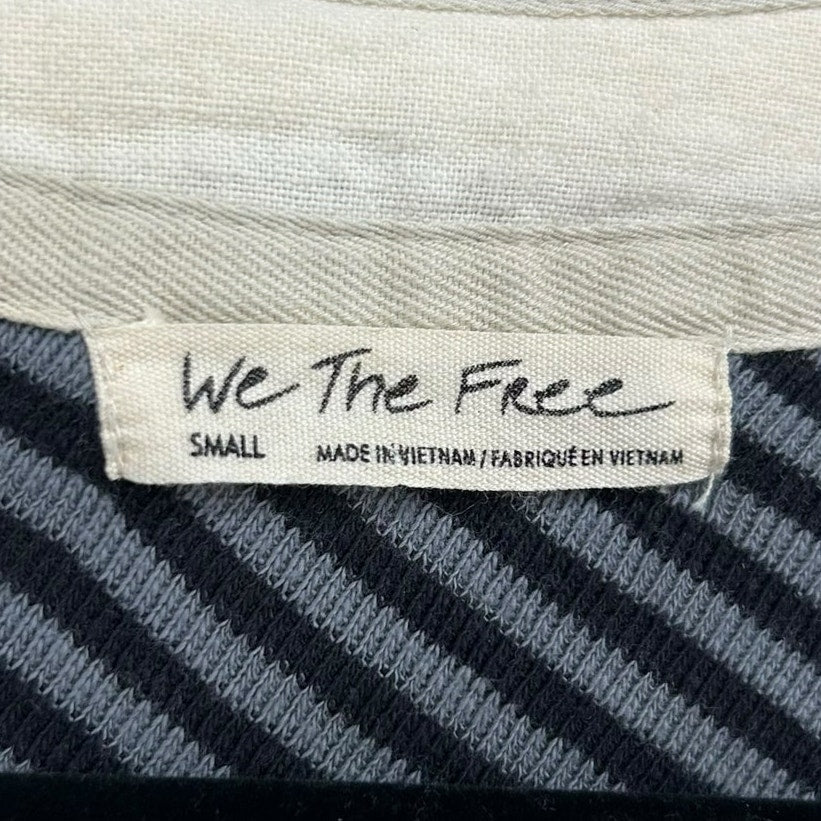 We The Free
SMALL MADE IN VIETNAM / FABRIQUÉ EN VIETNAM